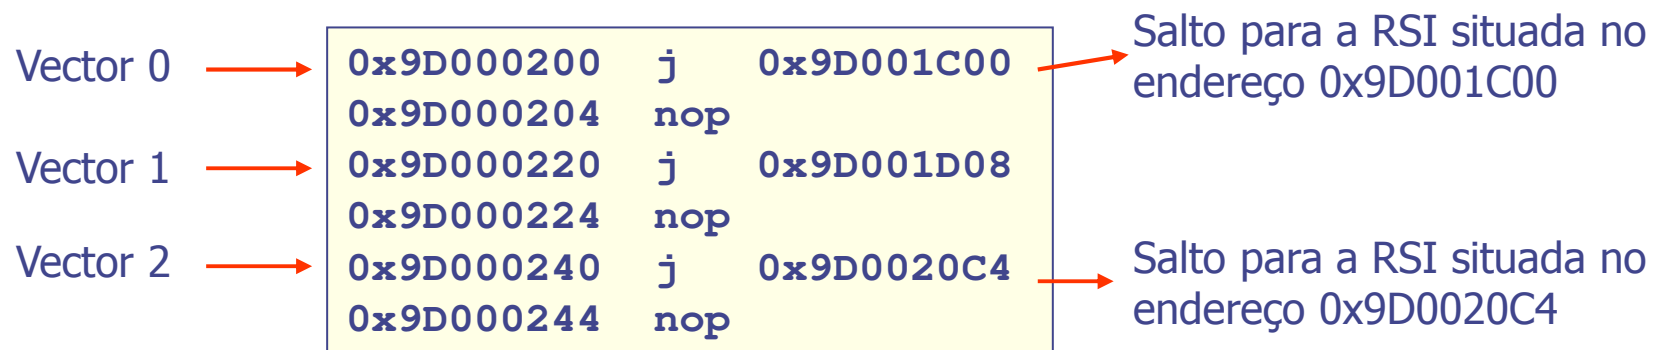 Vector 0
0x9D000200 j 0x9D001C00
Salto para a RSI situada no
endereço 0x9D001C00
0x9D000204 nop
Vector 1
0x9D000220 j 0x9D001D08
0x9D000224 nop
Vector 2
0x9D000240 j 0x9D0020C4
Salto para a RSI situada no
endereço 0x9D0020C4
0x9D000244 nop